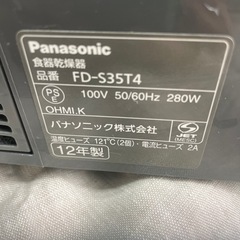 Panasonic
食器乾燥器
品番 FD-S35T4
PS E 100V 50/60Hz 280W
OHMI.K
パナソニック株式会社
JET
12年製
温度ヒューズ 121℃(2個)・電流ヒューズ 2A